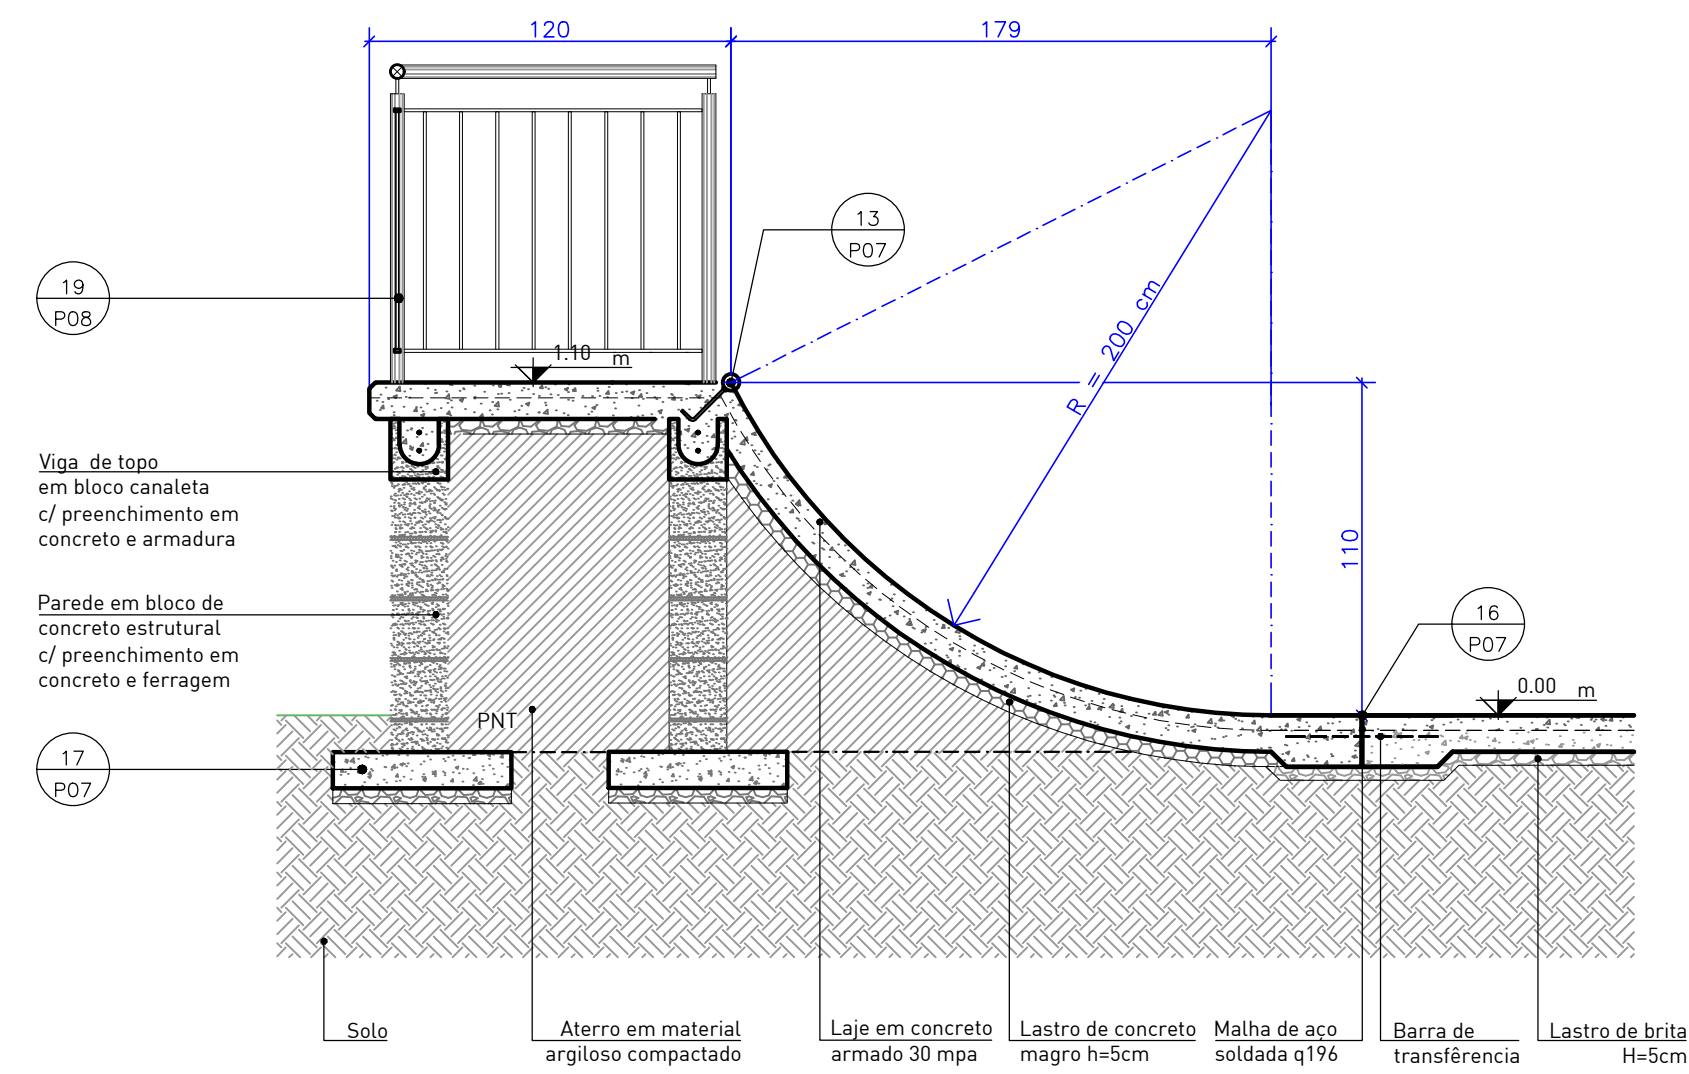 120
179
13
P07
19
P08
R = 200 cm
1.10 m
Viga de topo
em bloco canaleta
c/ preenchimento em
concreto e armadura
110
Parede em bloco de
concreto estrutural
c/ preenchimento em
concreto e ferragem
16
P07
0.00 m
PNT
17
P07
Solo
Aterro em material
argiloso compactado
Laje em concreto
armado 30 mpa
Lastro de concreto
magro h=5cm
Malha de aço
soldada q196
Barra de
transfêrencia
Lastro de brita
H=5cm